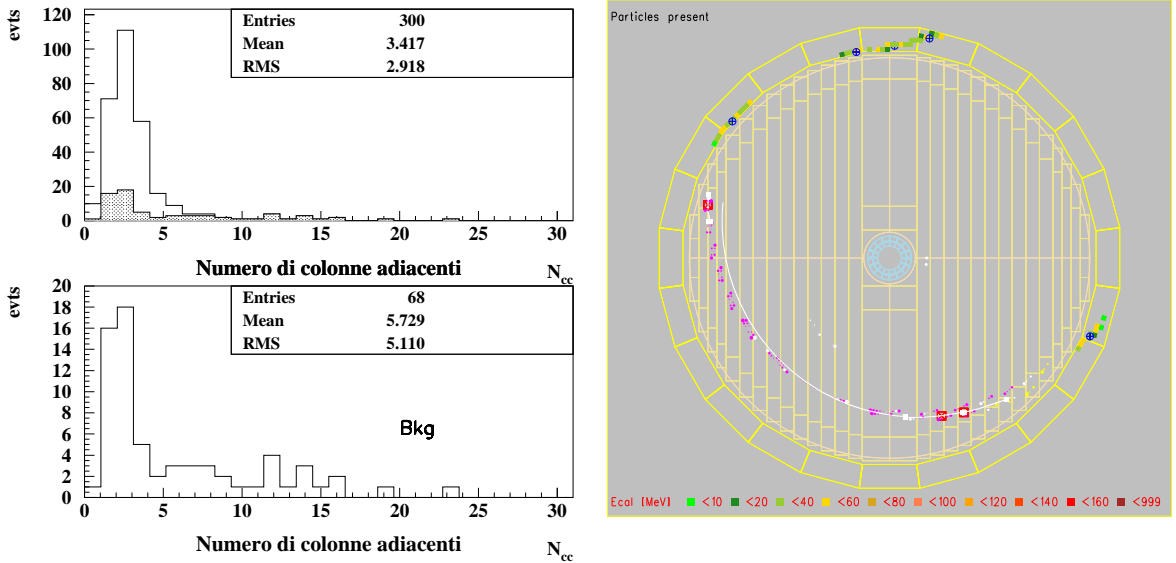 evts
120
100
80
60
40
20
0
Entries 300
Mean 3.417
RMS 2.918
0 5 10 15 20 25 30
Numero di colonne adiacenti N_cc
evts
20
18
16
14
12
10
8
6
4
2
0
Entries 68
Mean 5.729
RMS 5.110
Bkg
0 5 10 15 20 25 30
Numero di colonne adiacenti N_cc
Particles present
Ecal [MeV] <10 <20 <40 <60 <80 <100 <120 <140 <160 <999